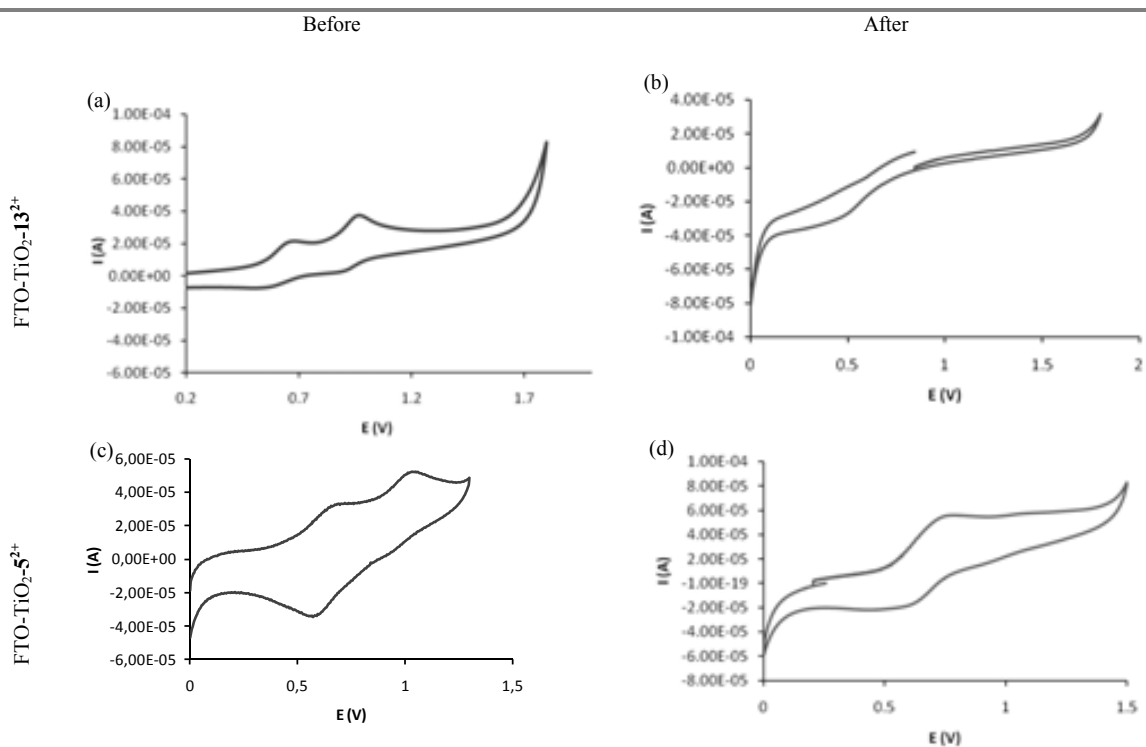 Before
After
FTO-TiO2-13²⁺
(a)
1.00E-04
8.00E-05
6.00E-05
4.00E-05
2.00E-05
0.00E+00
-2.00E-05
-4.00E-05
-6.00E-05
I (A)
0.2
0.7
1.2
1.7
E (V)
(b)
4.00E-05
2.00E-05
0.00E+00
-2.00E-05
-4.00E-05
-6.00E-05
-8.00E-05
-1.00E-04
I (A)
0
0.5
1
1.5
2
E (V)
FTO-TiO2-5²⁺
(c)
6,00E-05
4,00E-05
2,00E-05
0,00E+00
-2,00E-05
-4,00E-05
-6,00E-05
I (A)
0
0,5
1
1,5
E (V)
(d)
1.00E-04
8.00E-05
6.00E-05
4.00E-05
2.00E-05
-1.00E-19
-2.00E-05
-4.00E-05
-6.00E-05
-8.00E-05
I (A)
0
0.5
1
1.5
E (V)